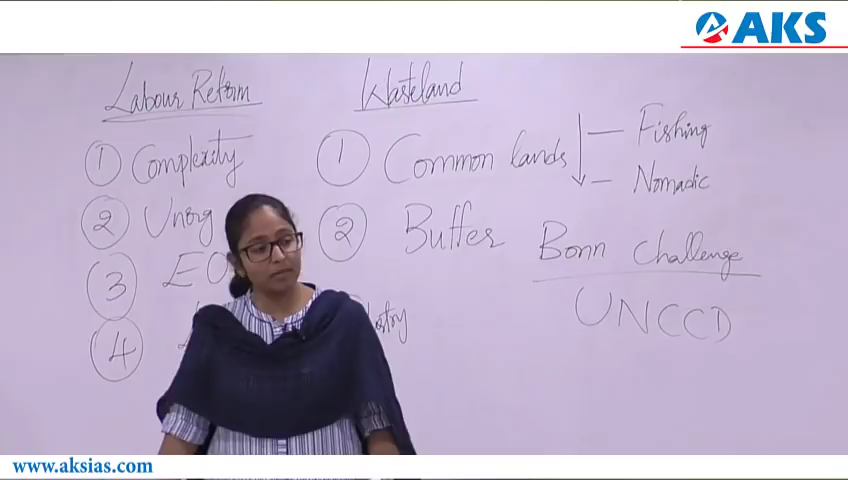 AKS
Labour Reform
① Complexity
② Unorg
③ EO
④
Wasteland
① Common lands
Fishing
Nomadic
② Buffer
Bonn Challenge
UNCCD
www.aksias.com